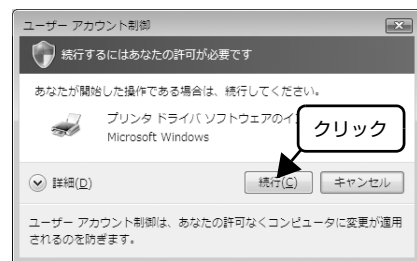 ユーザー アカウント制御
続行するにはあなたの許可が必要です
あなたが開始した操作である場合は、続行してください。
プリンタ ドライバ ソフトウェアのイ
クリック
Microsoft Windows
詳細(D)
続行(C)
キャンセル
ユーザー アカウント制御は、あなたの許可なくコンピュータに変更が適用
されるのを防ぎます。